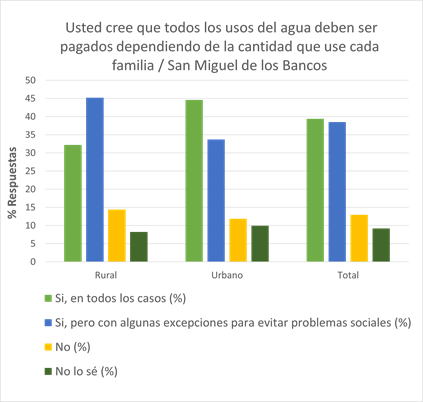 Usted cree que todos los usos del agua deben ser
pagados dependiendo de la cantidad que use cada
familia / San Miguel de los Bancos
50
45
40
35
30
25
20
15
10
5
0
% Respuestas
Rural Urbano Total
Si, en todos los casos (%)
Si, pero con algunas excepciones para evitar problemas sociales (%)
No (%)
No lo sé (%)